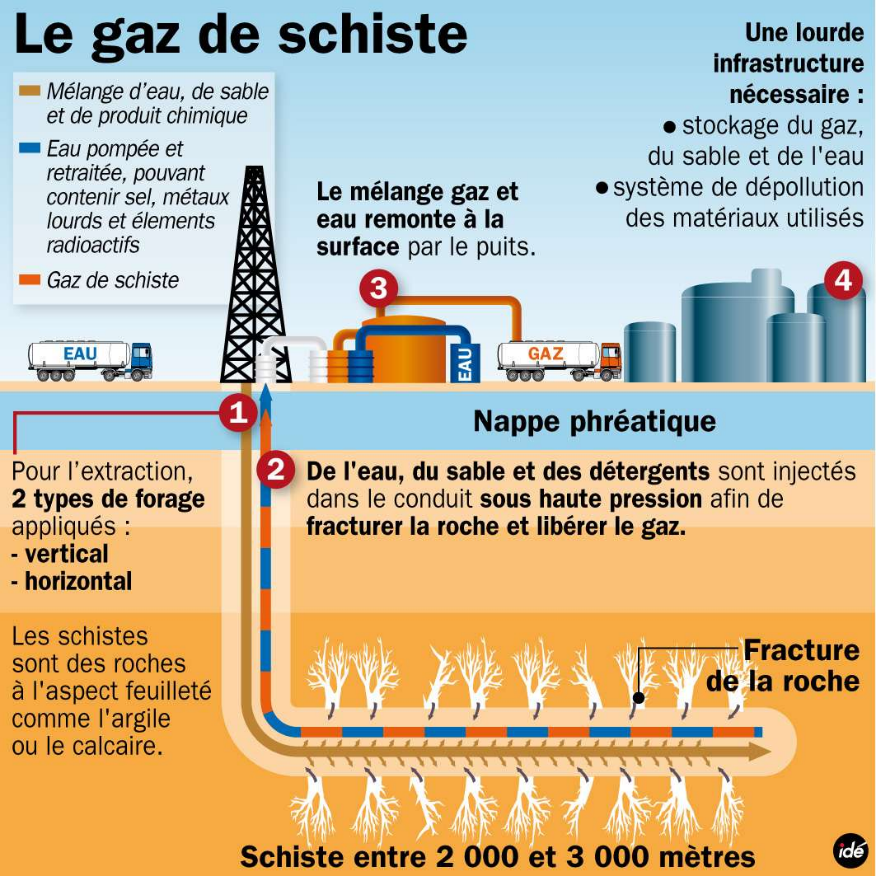 Le gaz de schiste
Mélange d'eau, de sable
et de produit chimique
Eau pompée et
retraitée, pouvant
contenir sel, métaux
lourds et élements
radioactifs
Gaz de schiste
Une lourde
infrastructure
nécessaire :
● stockage du gaz,
du sable et de l'eau
● système de dépollution
des matériaux utilisés
Le mélange gaz et
eau remonte à la
surface par le puits.
3
4
EAU
EAU
GAZ
1
Nappe phréatique
Pour l'extraction,
2 types de forage
appliqués :
- vertical
- horizontal
2
De l'eau, du sable et des détergents sont injectés
dans le conduit sous haute pression afin de
fracturer la roche et libérer le gaz.
Les schistes
sont des roches
à l'aspect feuilleté
comme l'argile
ou le calcaire.
Fracture
de la roche
Schiste entre 2 000 et 3 000 mètres
idé